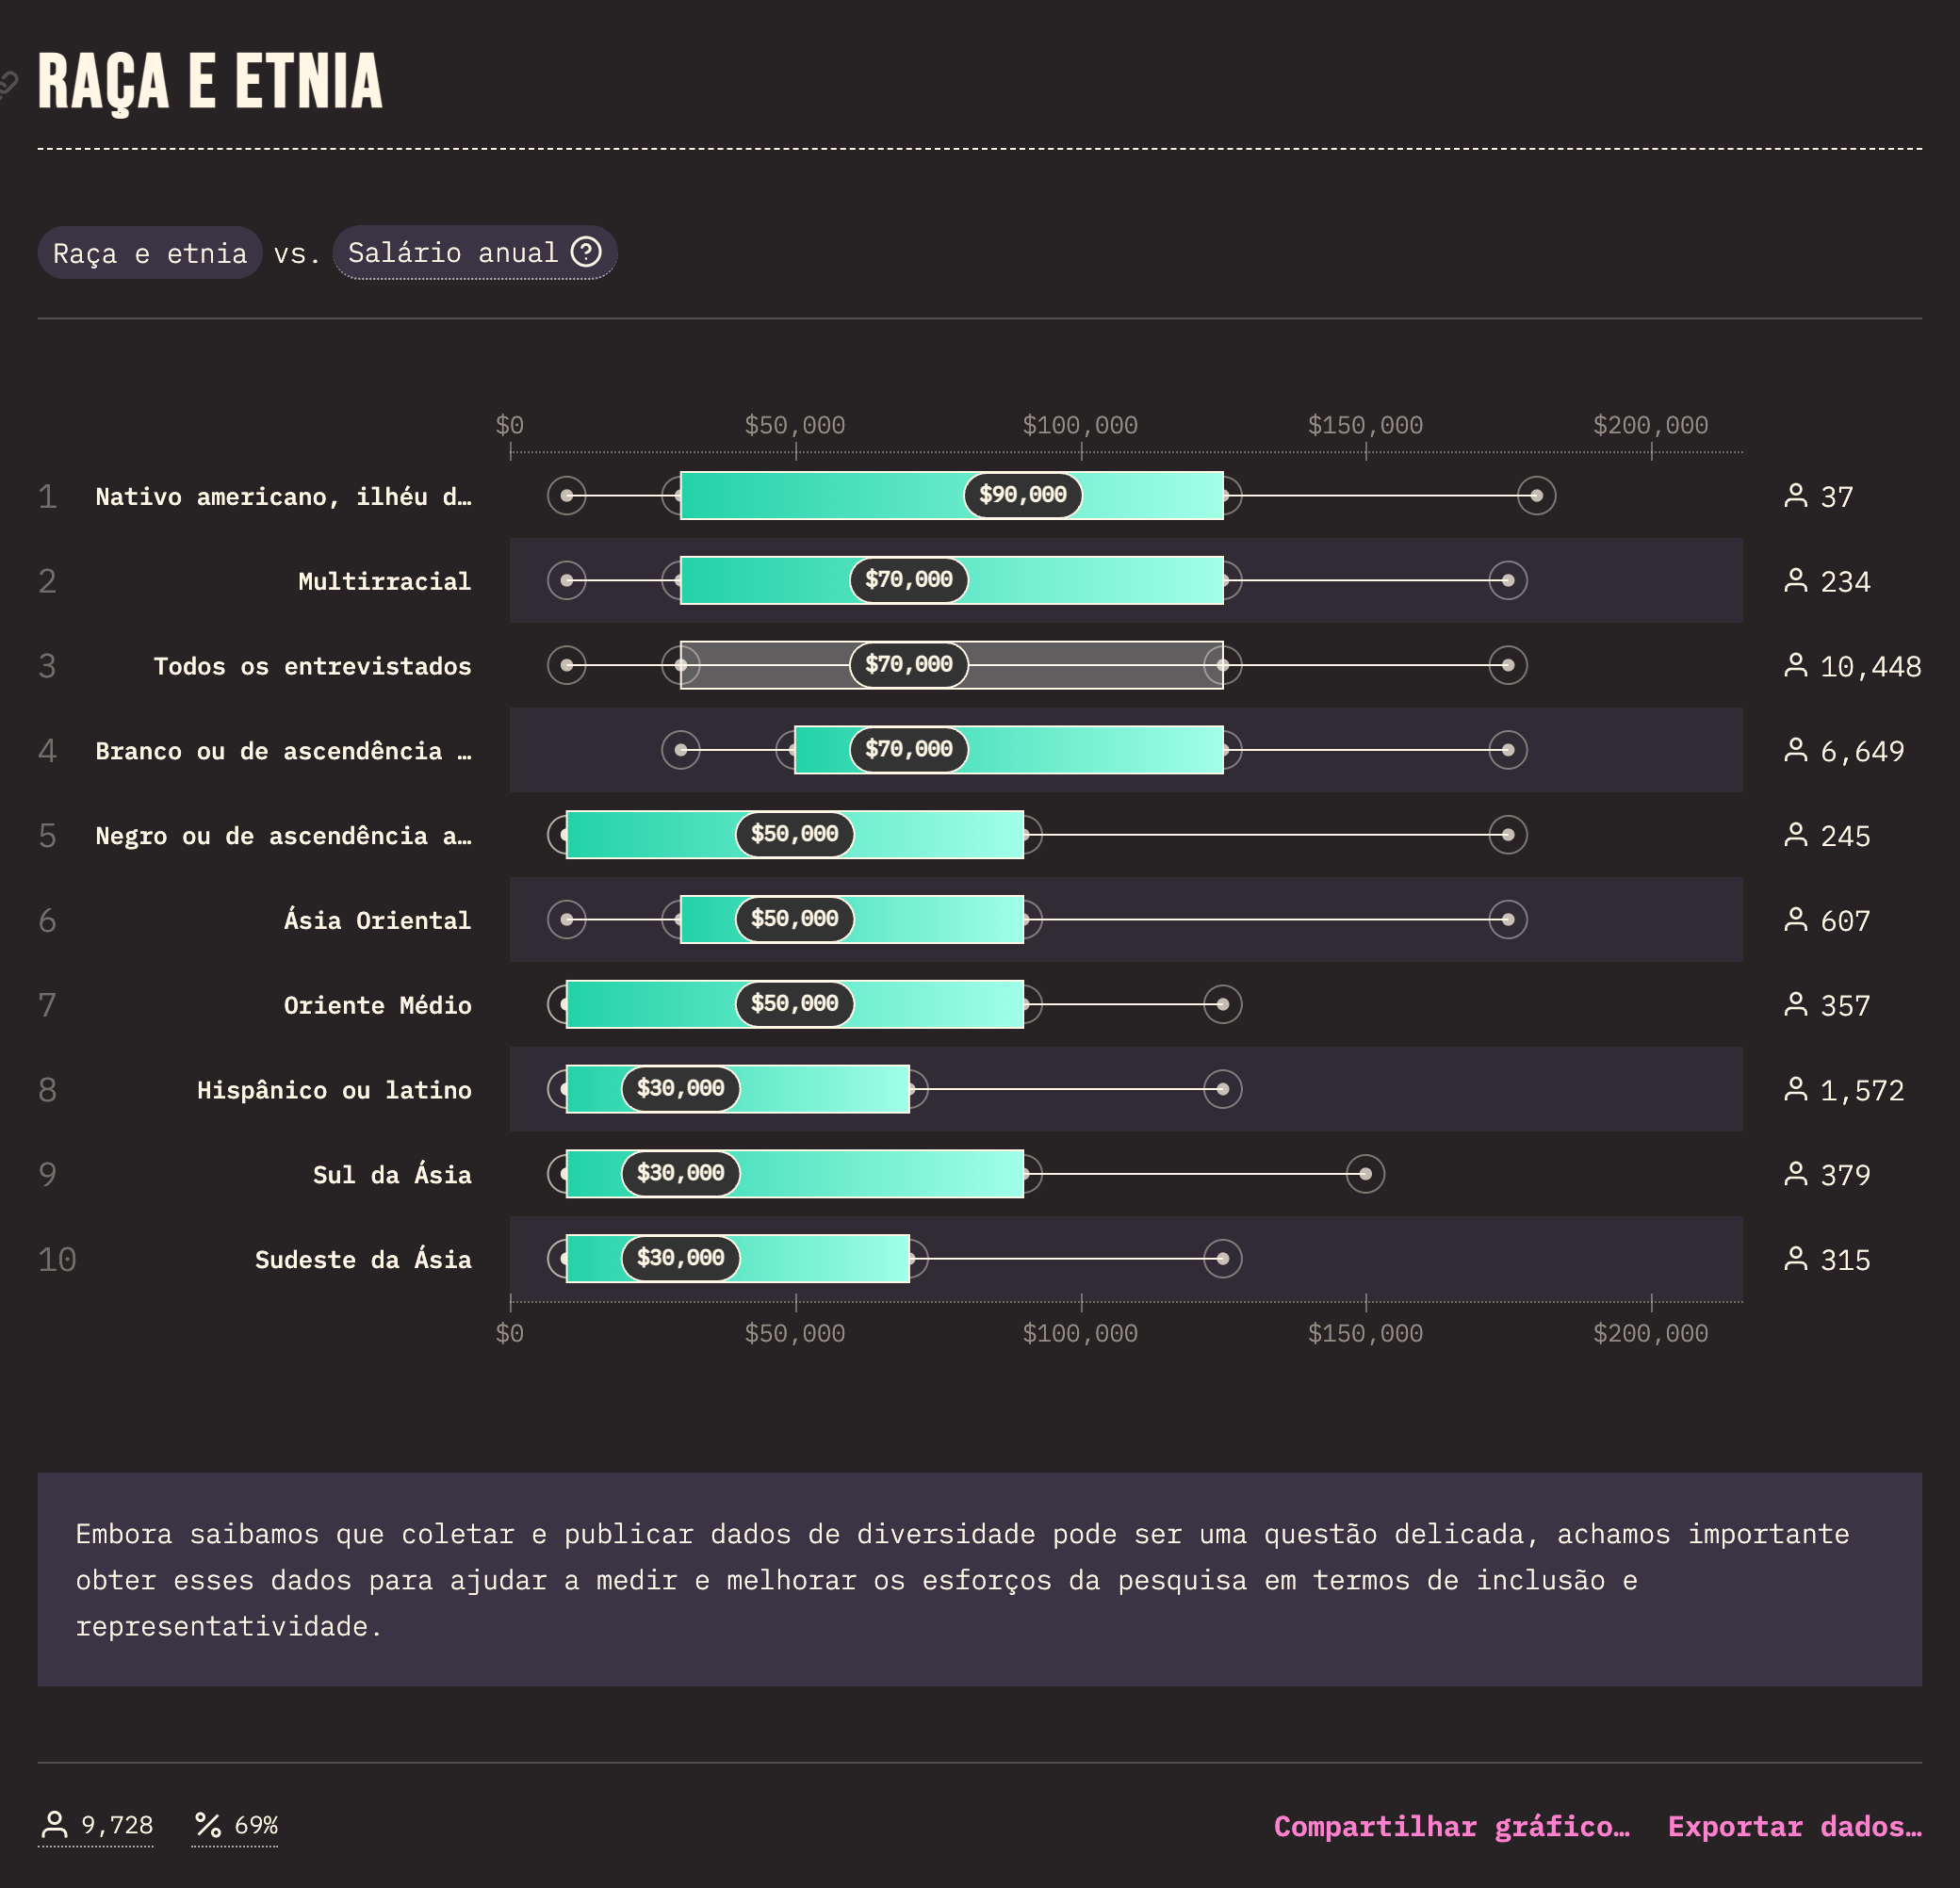 RAÇA E ETNIA
Raça e etnia vs. Salário anual ?
$0 $50,000 $100,000 $150,000 $200,000
1 Nativo americano, ilhéu d… $90,000 37
2 Multirracial $70,000 234
3 Todos os entrevistados $70,000 10,448
4 Branco ou de ascendência … $70,000 6,649
5 Negro ou de ascendência a… $50,000 245
6 Ásia Oriental $50,000 607
7 Oriente Médio $50,000 357
8 Hispânico ou latino $30,000 1,572
9 Sul da Ásia $30,000 379
10 Sudeste da Ásia $30,000 315
$0 $50,000 $100,000 $150,000 $200,000
Embora saibamos que coletar e publicar dados de diversidade pode ser uma questão delicada, achamos importante
obter esses dados para ajudar a medir e melhorar os esforços da pesquisa em termos de inclusão e
representatividade.
9,728 % 69% Compartilhar gráfico… Exportar dados…